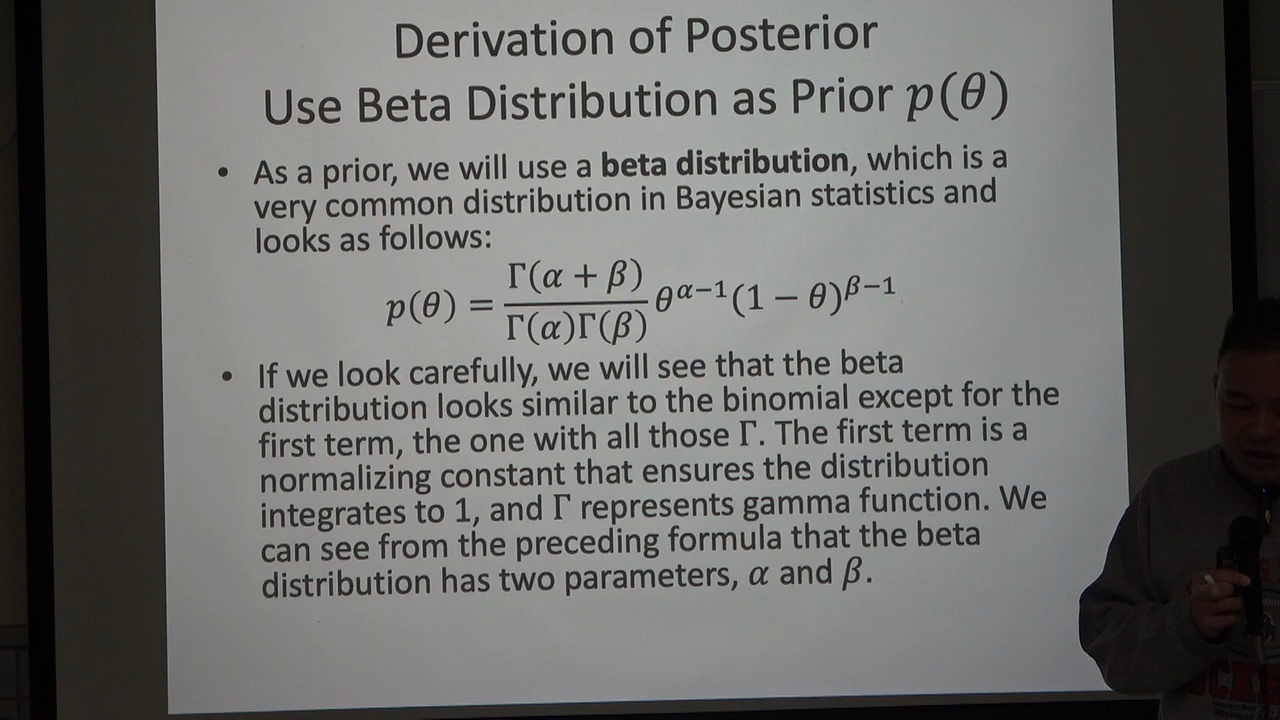 Derivation of Posterior
Use Beta Distribution as Prior p(θ)
• As a prior, we will use a beta distribution, which is a
very common distribution in Bayesian statistics and
looks as follows:
p(θ) = Γ(α + β) / Γ(α)Γ(β) θ^{α−1}(1 − θ)^{β−1}
• If we look carefully, we will see that the beta
distribution looks similar to the binomial except for the
first term, the one with all those Γ. The first term is a
normalizing constant that ensures the distribution
integrates to 1, and Γ represents gamma function. We
can see from the preceding formula that the beta
distribution has two parameters, α and β.